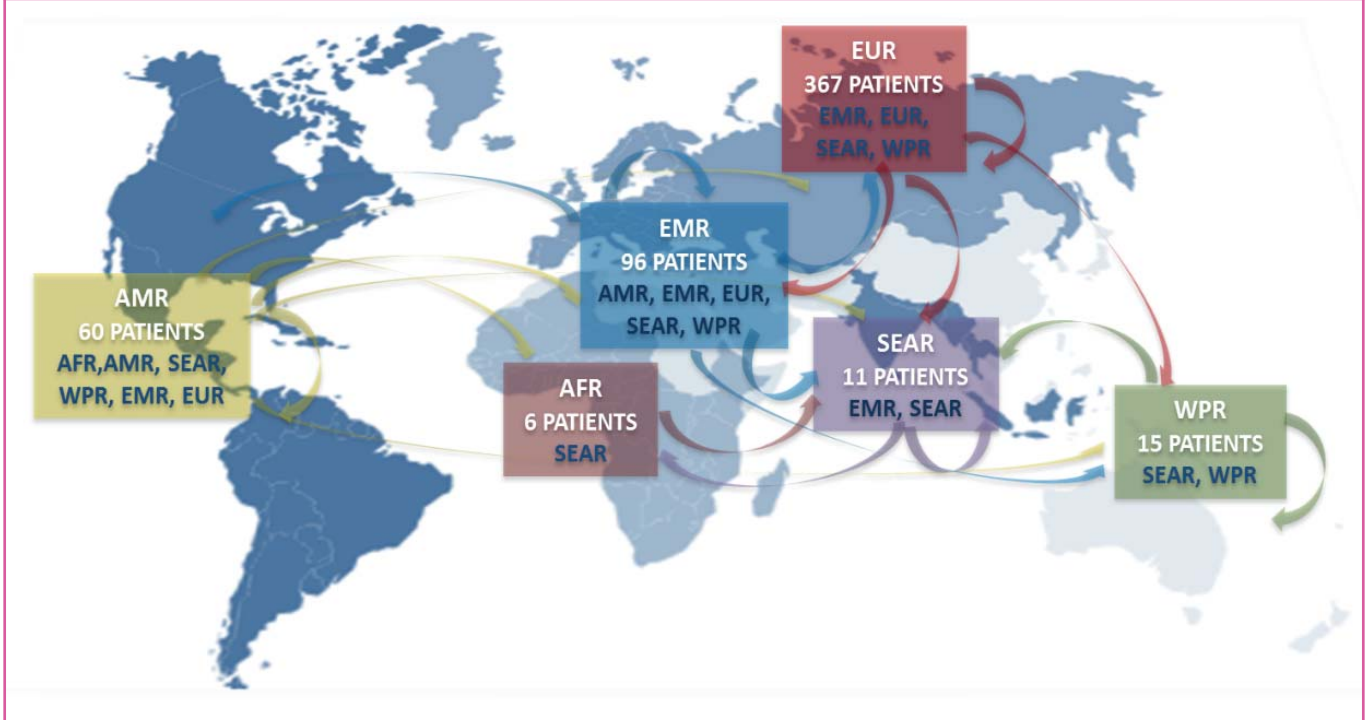 EUR
367 PATIENTS
EMR, EUR,
SEAR, WPR
EMR
96 PATIENTS
AMR, EMR, EUR,
SEAR, WPR
AMR
60 PATIENTS
AFR,AMR, SEAR,
WPR, EMR, EUR
SEAR
11 PATIENTS
EMR, SEAR
AFR
6 PATIENTS
SEAR
WPR
15 PATIENTS
SEAR, WPR